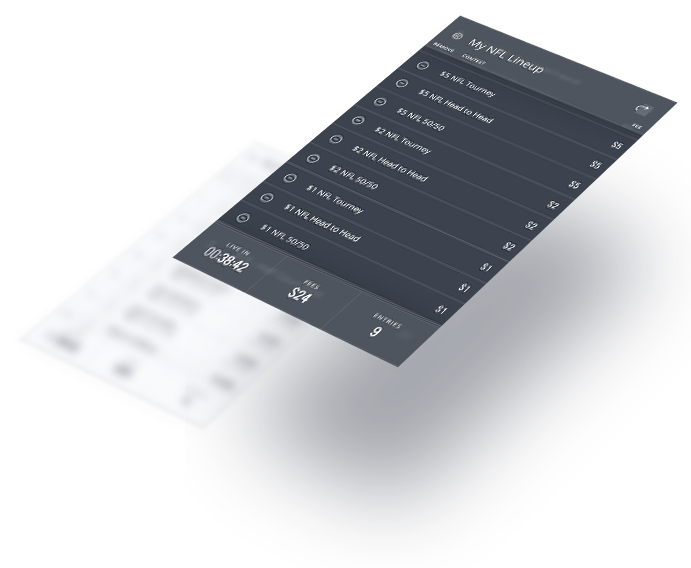 My NFL Lineup
REMOVE CONTEST FEE
$5 NFL Tourney $5
$5 NFL Head to Head $5
$5 NFL 50/50 $5
$2 NFL Tourney $2
$2 NFL Head to Head $2
$2 NFL 50/50 $2
$1 NFL Tourney $1
$1 NFL Head to Head $1
$1 NFL 50/50 $1
LIVE IN FEES ENTRIES
00:38:42 $24 9